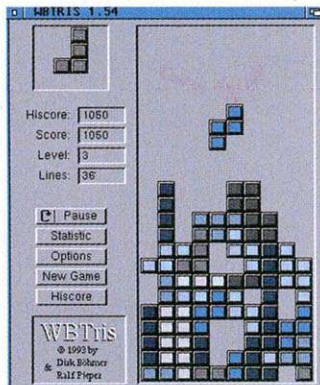 WBTRIS 1.54
Hiscore: 1050
Score: 1050
Level: 3
Lines: 36
Pause
Statistic
Options
New Game
Hiscore
WBTris
© 1993 by
Dirk Böhmer
& Ralf Pieper